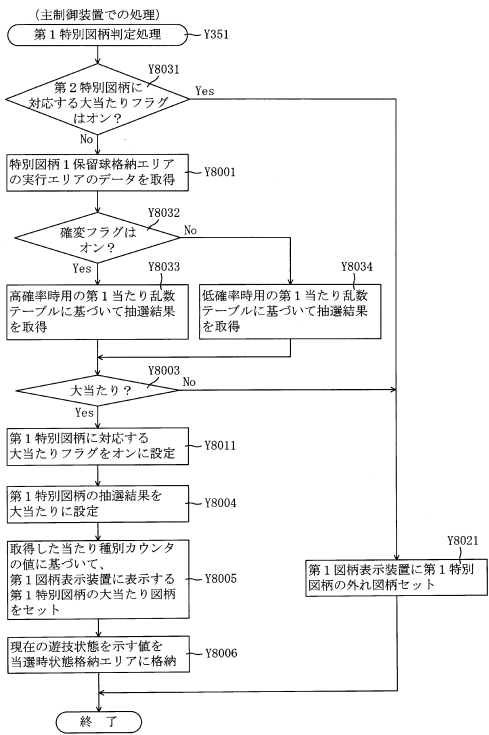 （主制御装置での処理）
第１特別図柄判定処理
Y351
第２特別図柄に
対応する大当たりフラグ
はオン？
Y8031
Yes
No
特別図柄１保留球格納エリア
の実行エリアのデータを取得
Y8001
確変フラグは
オン？
Y8032
No
Yes
高確率時用の第１当たり乱数
テーブルに基づいて抽選結果
を取得
Y8033
低確率時用の第１当たり乱数
テーブルに基づいて抽選結果
を取得
Y8034
大当たり？
Y8003
No
Yes
第１特別図柄に対応する
大当たりフラグをオンに設定
Y8011
第１特別図柄の抽選結果を
大当たりに設定
Y8004
取得した当たり種別カウンタ
の値に基づいて、
第１図柄表示装置に表示する
第１特別図柄の大当たり図柄
をセット
Y8005
第１図柄表示装置に第１特別
図柄の外れ図柄セット
Y8021
現在の遊技状態を示す値を
当選時状態格納エリアに格納
Y8006
終 了